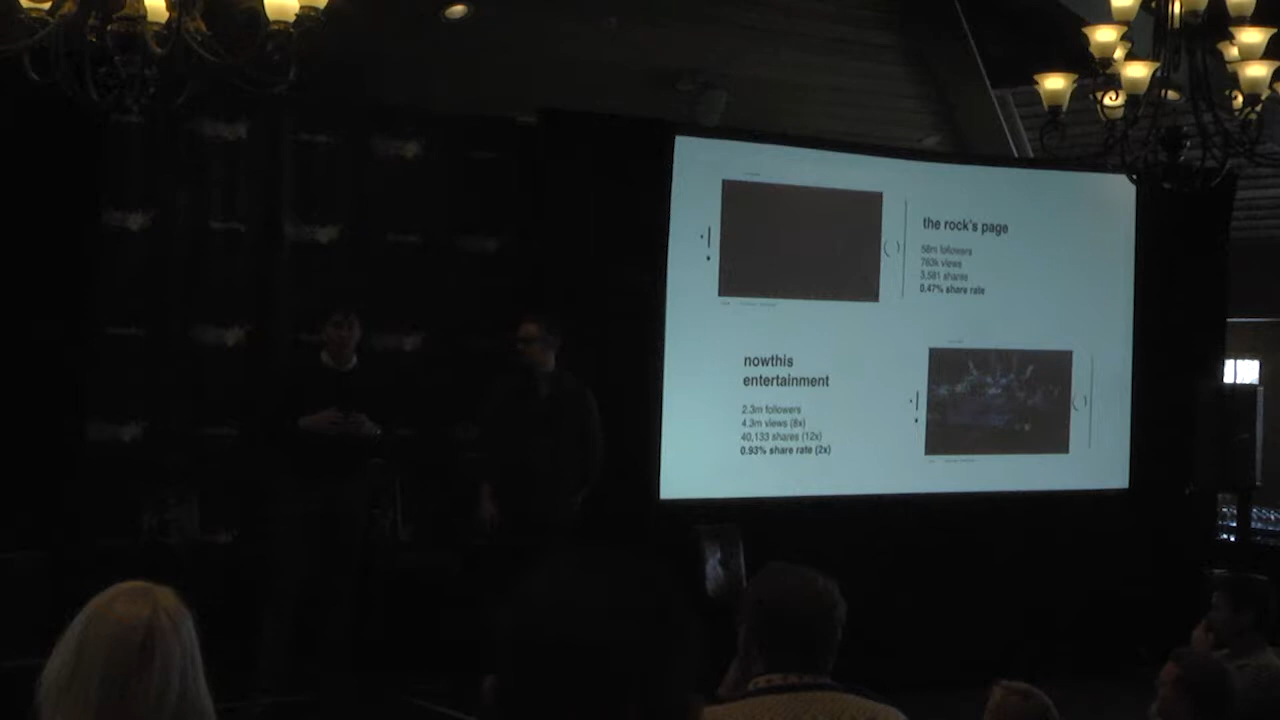 the rock's page
58m followers
763k views
3,581 shares
0.47% share rate
nowthis
entertainment
2.3m followers
4.3m views (8x)
40,133 shares (12x)
0.93% share rate (2x)